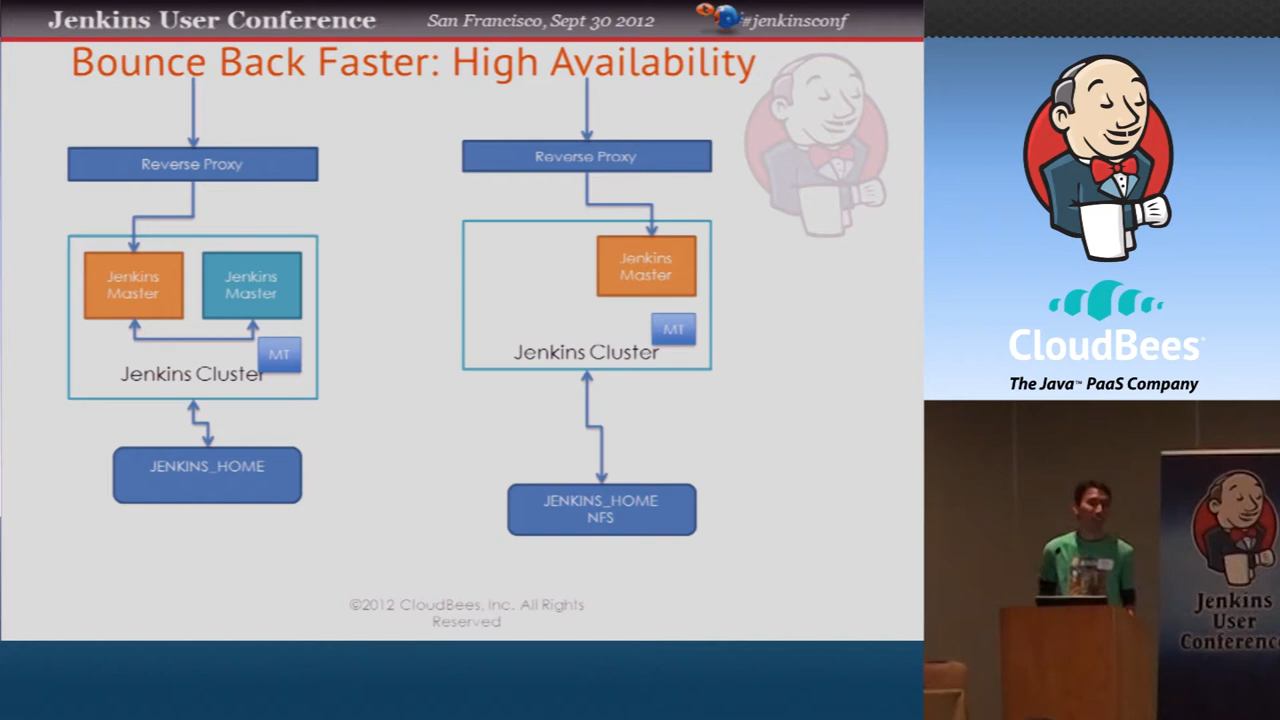 Jenkins User Conference
San Francisco, Sept 30 2012
#jenkinsconf
Bounce Back Faster: High Availability
Reverse Proxy
Jenkins
Master
Jenkins
Master
MT
Jenkins Cluster
JENKINS_HOME
Reverse Proxy
Jenkins
Master
MT
Jenkins Cluster
JENKINS_HOME
NFS
©2012 CloudBees, Inc. All Rights
Reserved
CloudBees
The Java™ PaaS Company
Jenkins
User
Conference